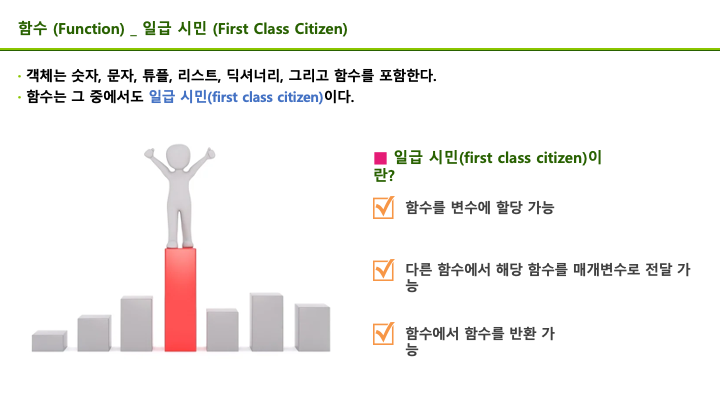 함수 (Function) _ 일급 시민 (First Class Citizen)
• 객체는 숫자, 문자, 튜플, 리스트, 딕셔너리, 그리고 함수를 포함한다.
• 함수는 그 중에서도 일급 시민(first class citizen)이다.
■ 일급 시민(first class citizen)이
란?
함수를 변수에 할당 가능
다른 함수에서 해당 함수를 매개변수로 전달 가
능
함수에서 함수를 반환 가
능